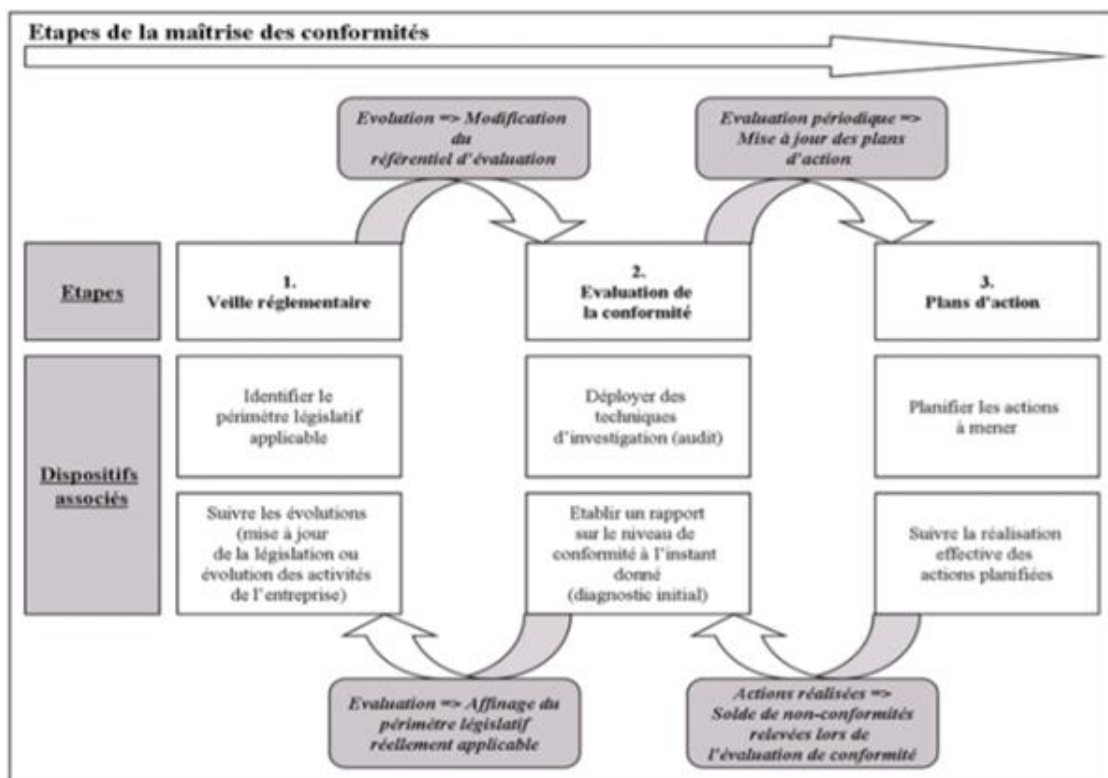 Etapes de la maîtrise des conformités
Evolution => Modification
du
référentiel d'évaluation
Evaluation périodique =>
Mise à jour des plans
d'action
Etapes
1.
Veille réglementaire
2.
Evaluation de
la conformité
3.
Plans d'action
Dispositifs
associés
Identifier le
périmètre législatif
applicable
Déployer des
techniques
d'investigation (audit)
Planifier les actions
à mener
Suivre les évolutions
(mise à jour
de la législation ou
évolution des activités
de l'entreprise)
Etablir un rapport
sur le niveau de
conformité à l'instant
donné
(diagnostic initial)
Suivre la réalisation
effective des
actions planifiées
Evaluation => Affinage du
périmètre législatif
réellement applicable
Actions réalisées =>
Solde de non-conformités
relevées lors de
l'évaluation de conformité